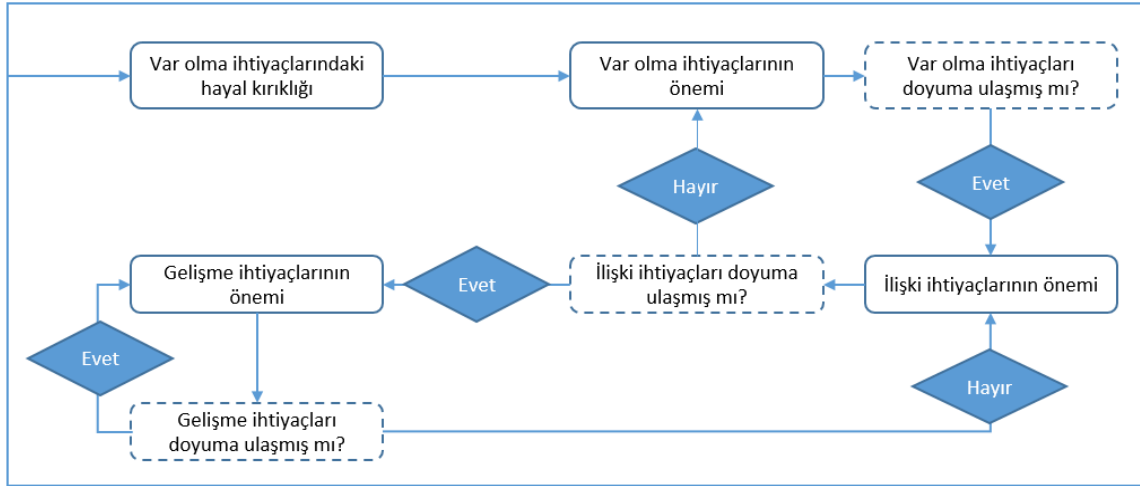 Var olma ihtiyaçlarındaki
hayal kırıklığı
Var olma ihtiyaçlarının
önemi
Var olma ihtiyaçları
doyuma ulaşmış mı?
Hayır
Evet
Gelişme ihtiyaçlarının
önemi
Evet
İlişki ihtiyaçları doyuma
ulaşmış mı?
İlişki ihtiyaçlarının önemi
Evet
Hayır
Gelişme ihtiyaçları
doyuma ulaşmış mı?